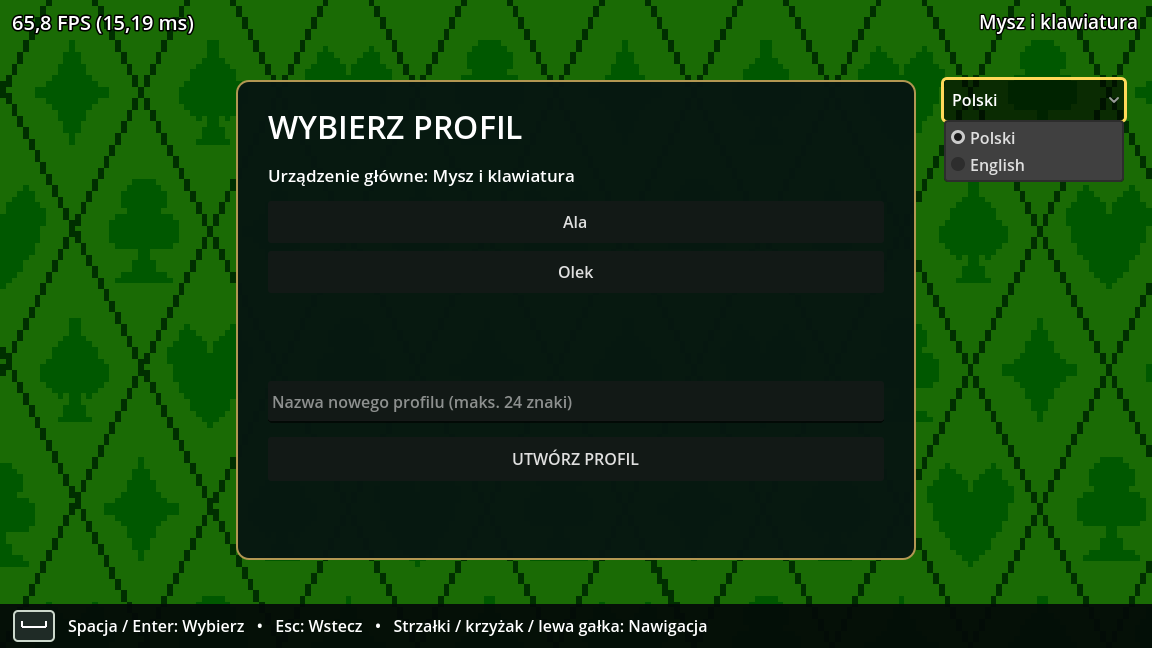 65,8 FPS (15,19 ms)
Mysz i klawiatura
WYBIERZ PROFIL
Urządzenie główne: Mysz i klawiatura
Ala
Olek
Nazwa nowego profilu (maks. 24 znaki)
UTWÓRZ PROFIL
Polski
Polski
English
Spacja / Enter: Wybierz • Esc: Wstecz • Strzałki / krzyżak / lewa gałka: Nawigacja